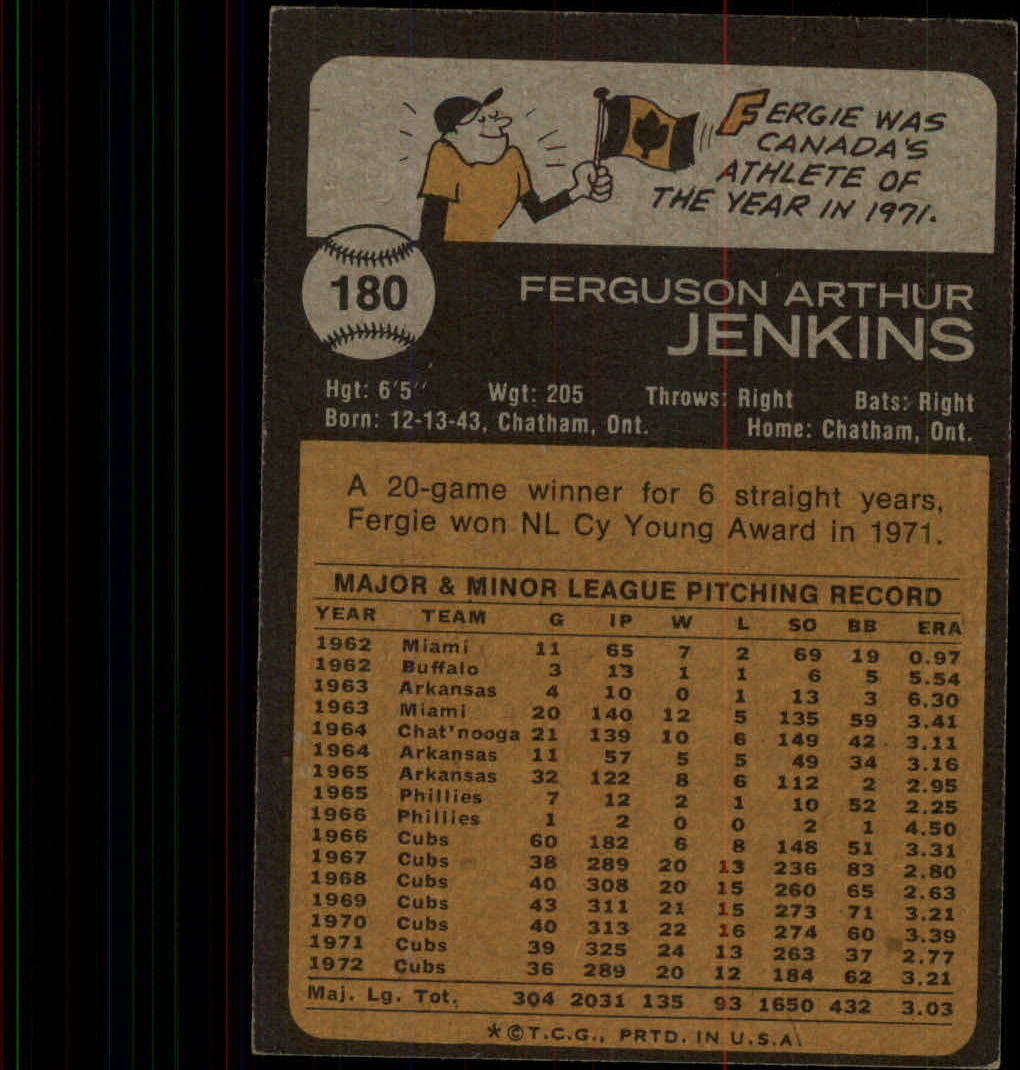 FERGIE WAS
CANADA'S
ATHLETE OF
THE YEAR IN 1971.
180
FERGUSON ARTHUR
JENKINS
Hgt: 6'5" Wgt: 205 Throws: Right Bats: Right
Born: 12-13-43, Chatham, Ont. Home: Chatham, Ont.
A 20-game winner for 6 straight years,
Fergie won NL Cy Young Award in 1971.
MAJOR & MINOR LEAGUE PITCHING RECORD
YEAR TEAM G IP W L SO BB ERA
1962 Miami 11 65 7 2 69 19 0.97
1962 Buffalo 3 13 1 1 6 5 5.54
1963 Arkansas 4 10 0 1 13 3 6.30
1963 Miami 20 140 12 5 135 59 3.41
1964 Chat'nooga 21 139 10 6 149 42 3.11
1964 Arkansas 11 57 5 5 49 34 3.16
1965 Arkansas 32 122 8 6 112 2 2.95
1965 Phillies 7 12 2 1 10 52 2.25
1966 Phillies 1 2 0 0 2 1 4.50
1966 Cubs 60 182 6 8 148 51 3.31
1967 Cubs 38 289 20 13 236 83 2.80
1968 Cubs 40 308 20 15 260 65 2.63
1969 Cubs 43 311 21 15 273 71 3.21
1970 Cubs 40 313 22 16 274 60 3.39
1971 Cubs 39 325 24 13 263 37 2.77
1972 Cubs 36 289 20 12 184 62 3.21
Maj. Lg. Tot. 304 2031 135 93 1650 432 3.03
*©T.C.G., PRTD. IN U.S.A.